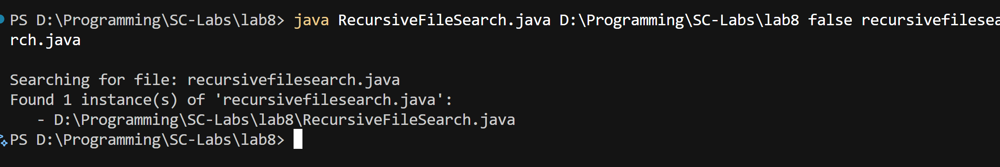 PS D:\Programming\SC-Labs\lab8> java RecursiveFileSearch.java D:\Programming\SC-Labs\lab8 false recursivefilesea
rch.java
Searching for file: recursivefilesearch.java
Found 1 instance(s) of 'recursivefilesearch.java':
   - D:\Programming\SC-Labs\lab8\RecursiveFileSearch.java
PS D:\Programming\SC-Labs\lab8>